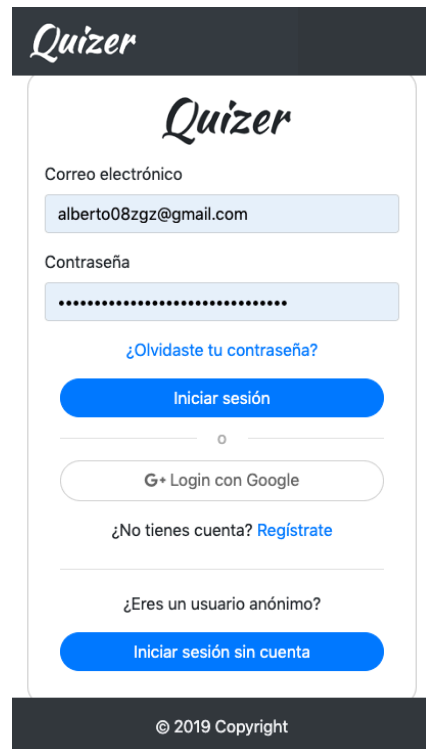 Quizer
Quizer
Correo electrónico
alberto08zgz@gmail.com
Contraseña
••••••••••••••••••••••••••••••••
¿Olvidaste tu contraseña?
Iniciar sesión
o
G+ Login con Google
¿No tienes cuenta? Regístrate
¿Eres un usuario anónimo?
Iniciar sesión sin cuenta
© 2019 Copyright